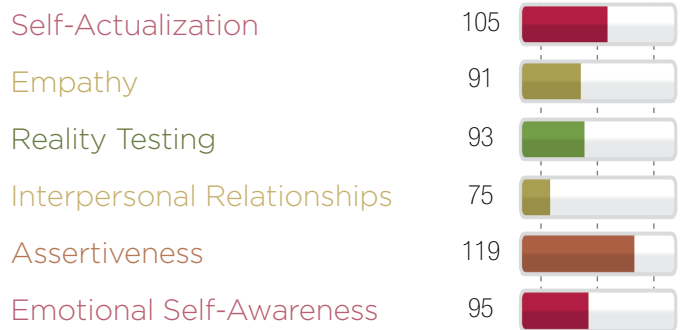 Self-Actualization 105
Empathy 91
Reality Testing 93
Interpersonal Relationships 75
Assertiveness 119
Emotional Self-Awareness 95